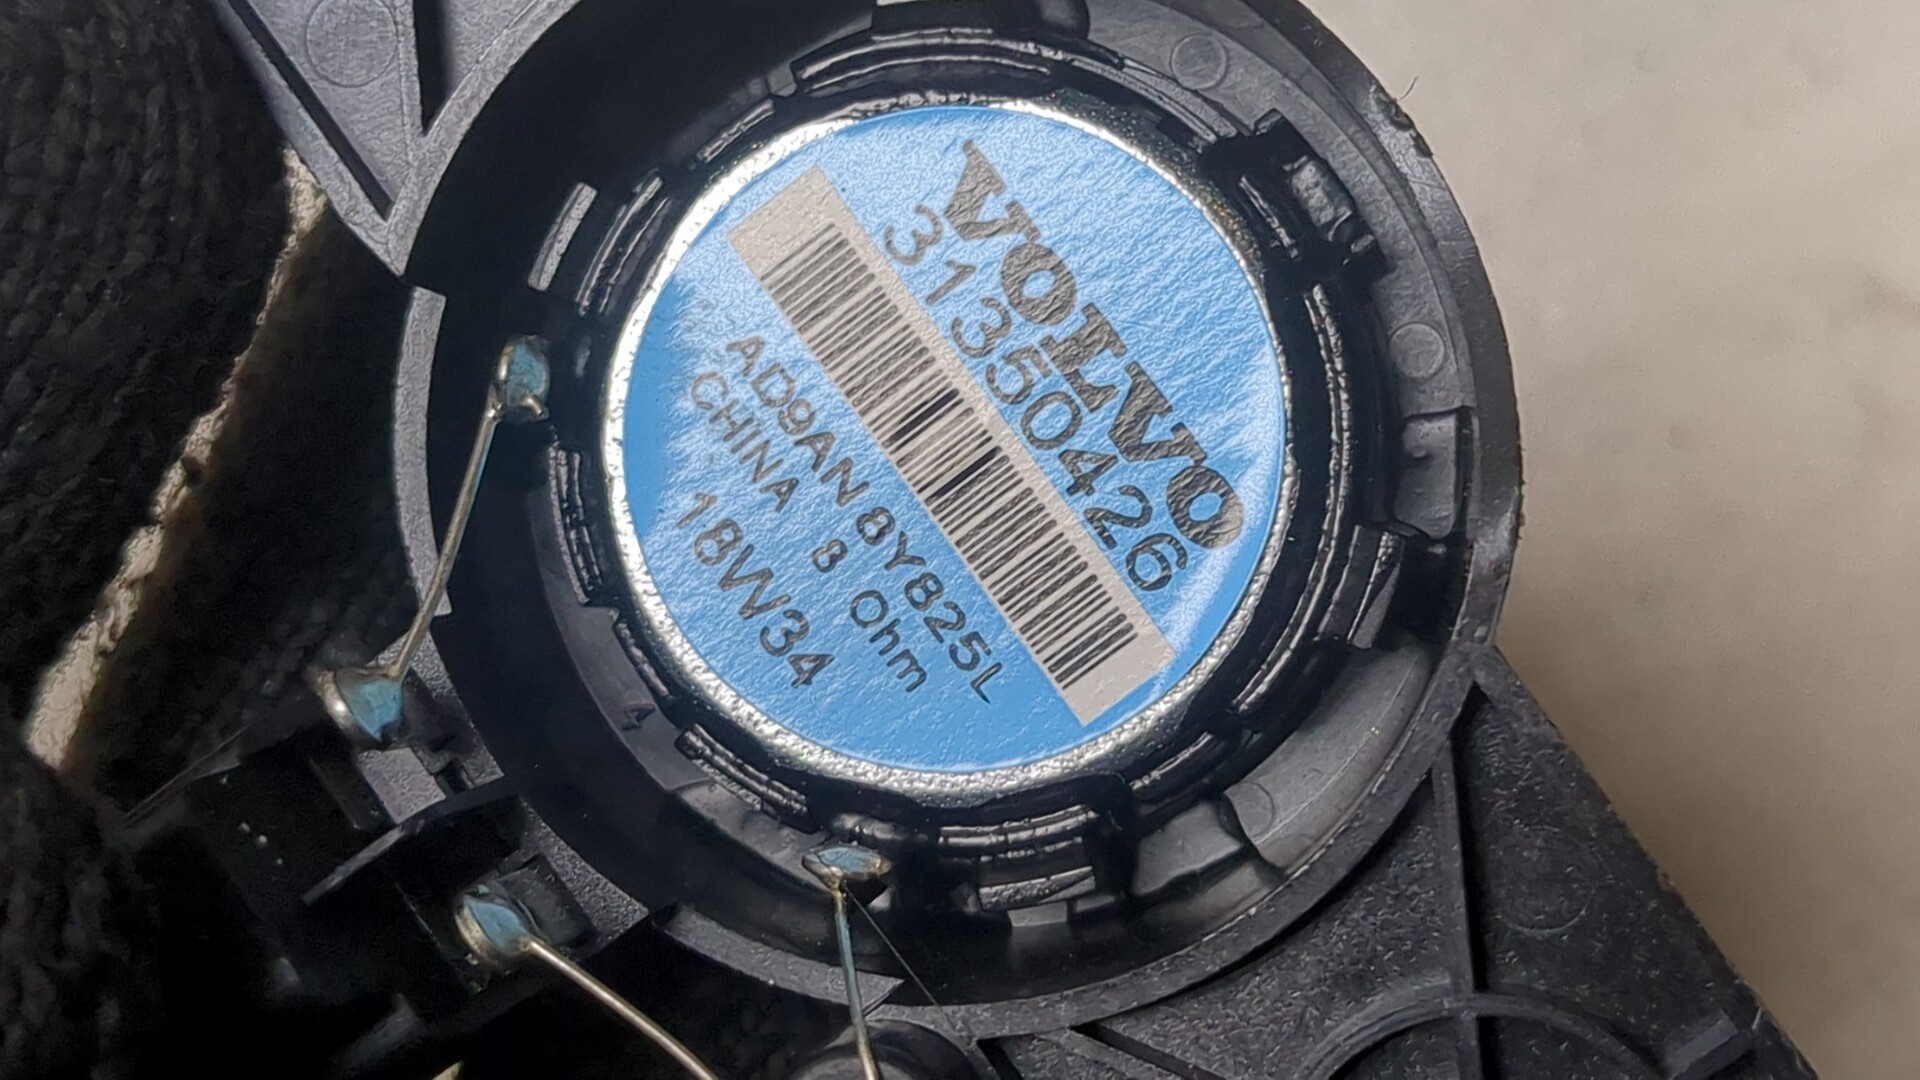 VOLVO
31350426
AD9AN 8Y825L
CHINA 8 Ohm
18W34